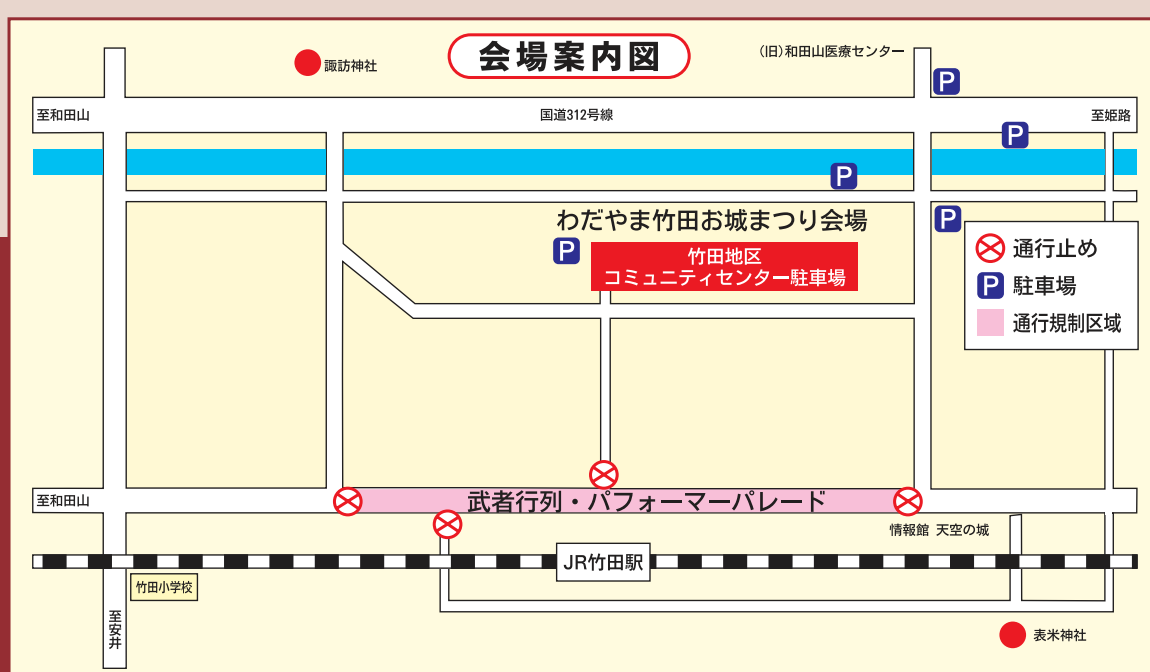 会場案内図
諏訪神社
(旧)和田山医療センター
P
至和田山
国道312号線
至姫路
P
P
P
わだやま竹田お城まつり会場
P
竹田地区
コミュニティセンター駐車場
通行止め
P 駐車場
通行規制区域
至和田山
武者行列・パフォーマーパレード
情報館 天空の城
JR竹田駅
竹田小学校
至安井
表米神社